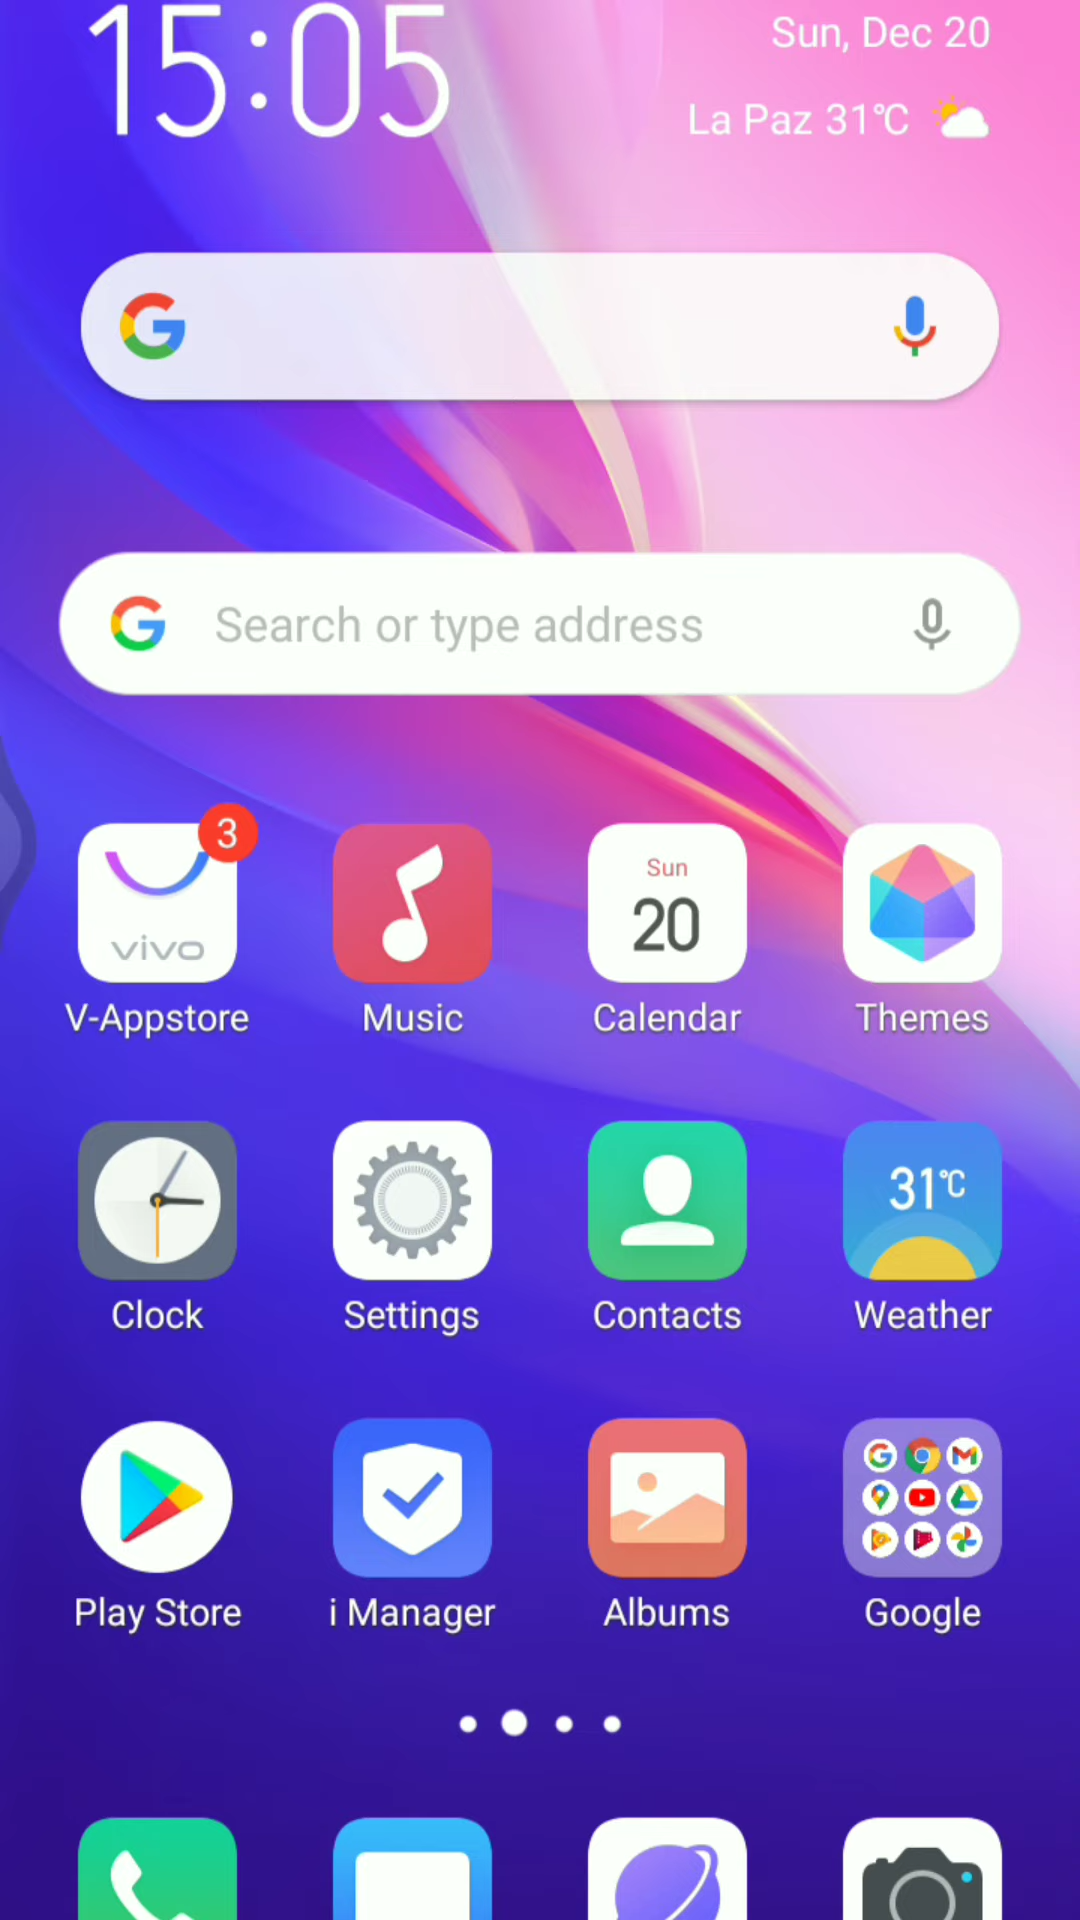 15:05
Sun, Dec 20
La Paz 31℃
Search or type address
3
vivo
Sun
20
V-Appstore
Music
Calendar
Themes
31℃
Clock
Settings
Contacts
Weather
Play Store
i Manager
Albums
Google